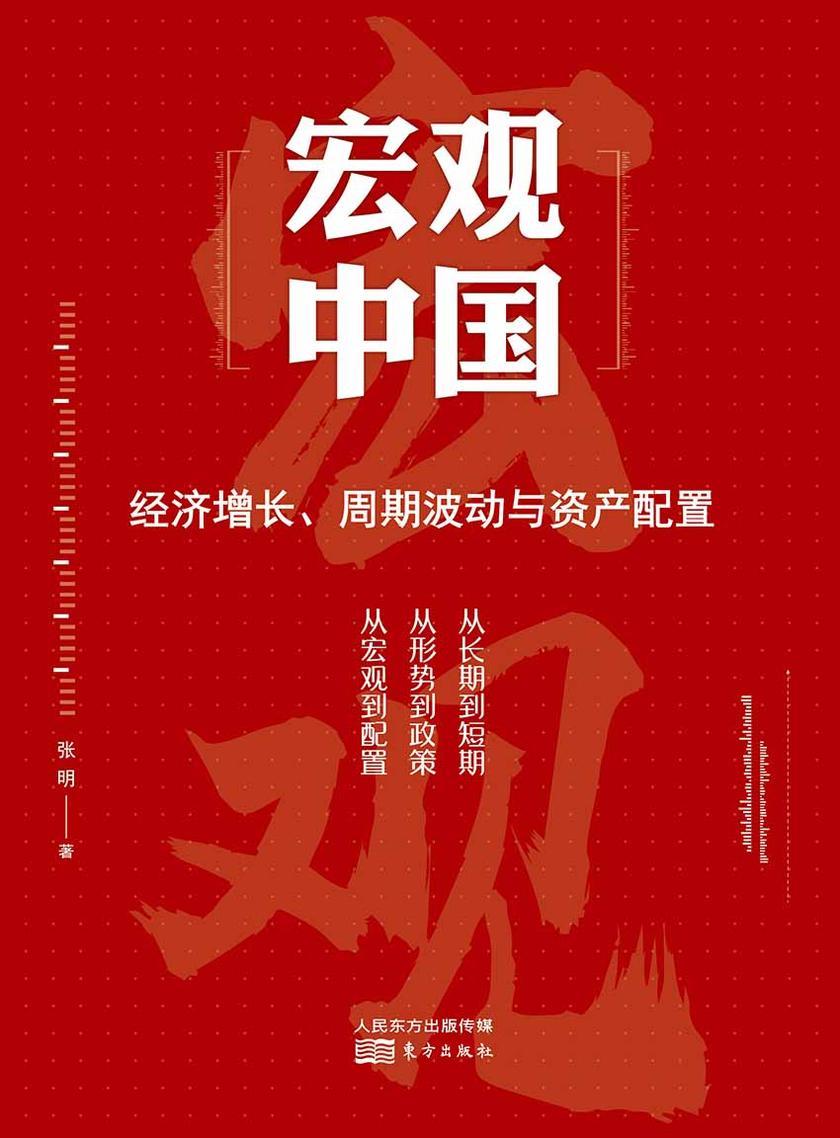 宏观
中国
经济增长、周期波动与资产配置
从长期到短期
从形势到政策
从宏观到配置
张明——著
人民东方出版传媒
東方出版社
宏
观